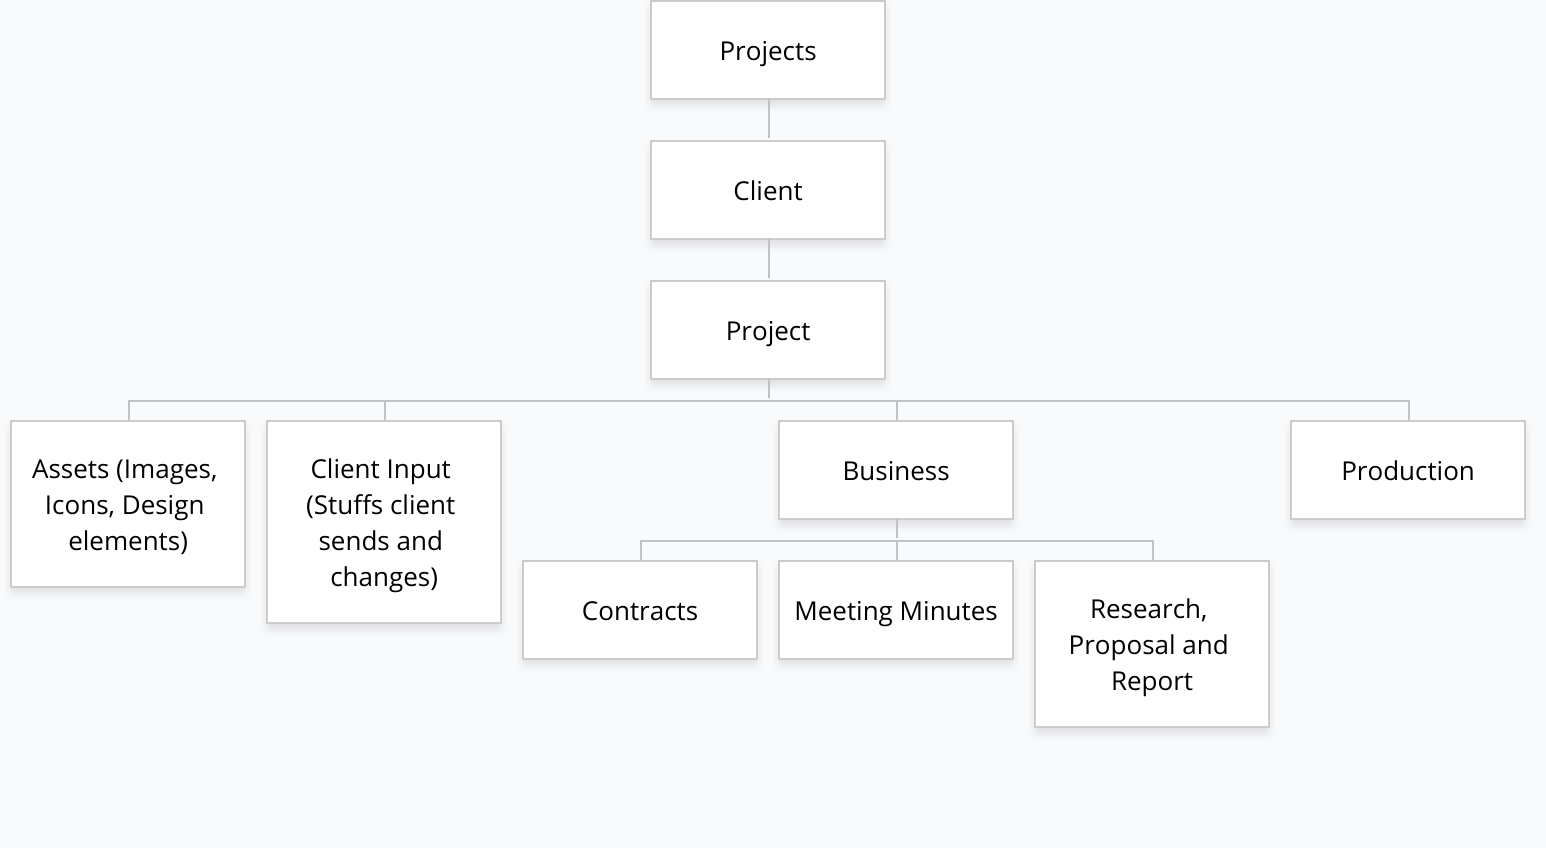 Projects
Client
Project
Assets (Images,
Icons, Design
elements)
Client Input
(Stuffs client
sends and
changes)
Business
Production
Contracts
Meeting Minutes
Research,
Proposal and
Report